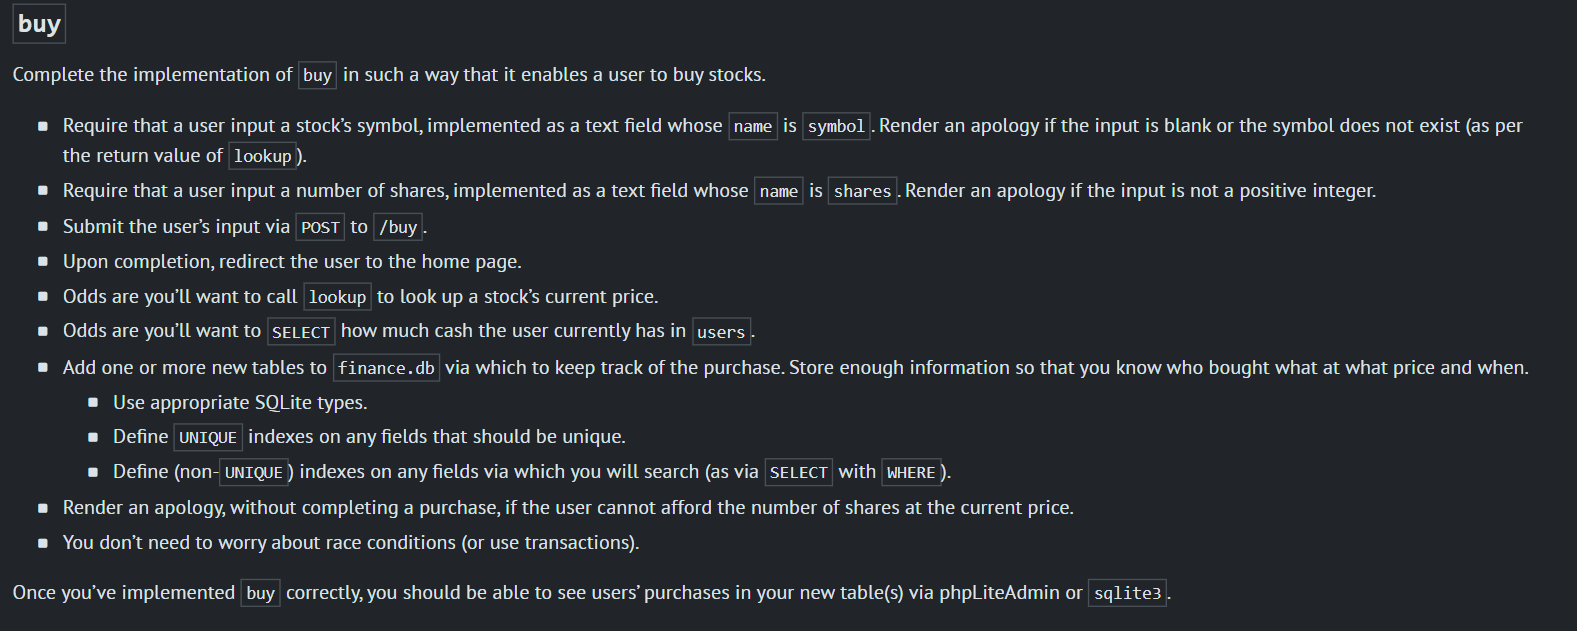 buy
Complete the implementation of buy in such a way that it enables a user to buy stocks.
Require that a user input a stock’s symbol, implemented as a text field whose name is symbol. Render an apology if the input is blank or the symbol does not exist (as per
the return value of lookup).
Require that a user input a number of shares, implemented as a text field whose name is shares. Render an apology if the input is not a positive integer.
Submit the user’s input via POST to /buy.
Upon completion, redirect the user to the home page.
Odds are you’ll want to call lookup to look up a stock’s current price.
Odds are you’ll want to SELECT how much cash the user currently has in users.
Add one or more new tables to finance.db via which to keep track of the purchase. Store enough information so that you know who bought what at what price and when.
Use appropriate SQLite types.
Define UNIQUE indexes on any fields that should be unique.
Define (non-UNIQUE) indexes on any fields via which you will search (as via SELECT with WHERE).
Render an apology, without completing a purchase, if the user cannot afford the number of shares at the current price.
You don’t need to worry about race conditions (or use transactions).
Once you’ve implemented buy correctly, you should be able to see users’ purchases in your new table(s) via phpLiteAdmin or sqlite3.